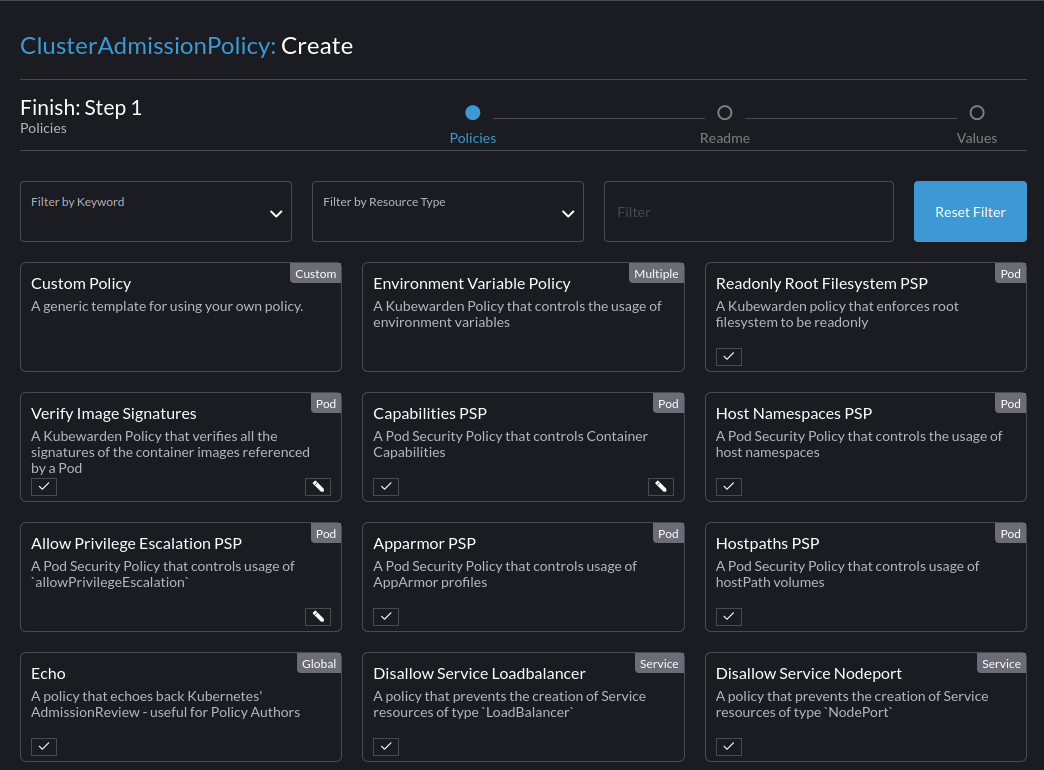 ClusterAdmissionPolicy: Create
Finish: Step 1
Policies
Policies
Readme
Values
Filter by Keyword
Filter by Resource Type
Filter
Reset Filter
Custom
Custom Policy
A generic template for using your own policy.
Multiple
Environment Variable Policy
A Kubewarden Policy that controls the usage of
environment variables
Pod
Readonly Root Filesystem PSP
A Kubewarden policy that enforces root
filesystem to be readonly
Pod
Verify Image Signatures
A Kubewarden Policy that verifies all the
signatures of the container images referenced
by a Pod
Pod
Capabilities PSP
A Pod Security Policy that controls Container
Capabilities
Pod
Host Namespaces PSP
A Pod Security Policy that controls the usage of
host namespaces
Pod
Allow Privilege Escalation PSP
A Pod Security Policy that controls usage of
`allowPrivilegeEscalation`
Pod
Apparmor PSP
A Pod Security Policy that controls usage of
AppArmor profiles
Pod
Hostpaths PSP
A Pod Security Policy that controls usage of
hostPath volumes
Global
Echo
A policy that echoes back Kubernetes'
AdmissionReview - useful for Policy Authors
Service
Disallow Service Loadbalancer
A policy that prevents the creation of Service
resources of type `LoadBalancer`
Service
Disallow Service Nodeport
A policy that prevents the creation of Service
resources of type `NodePort`